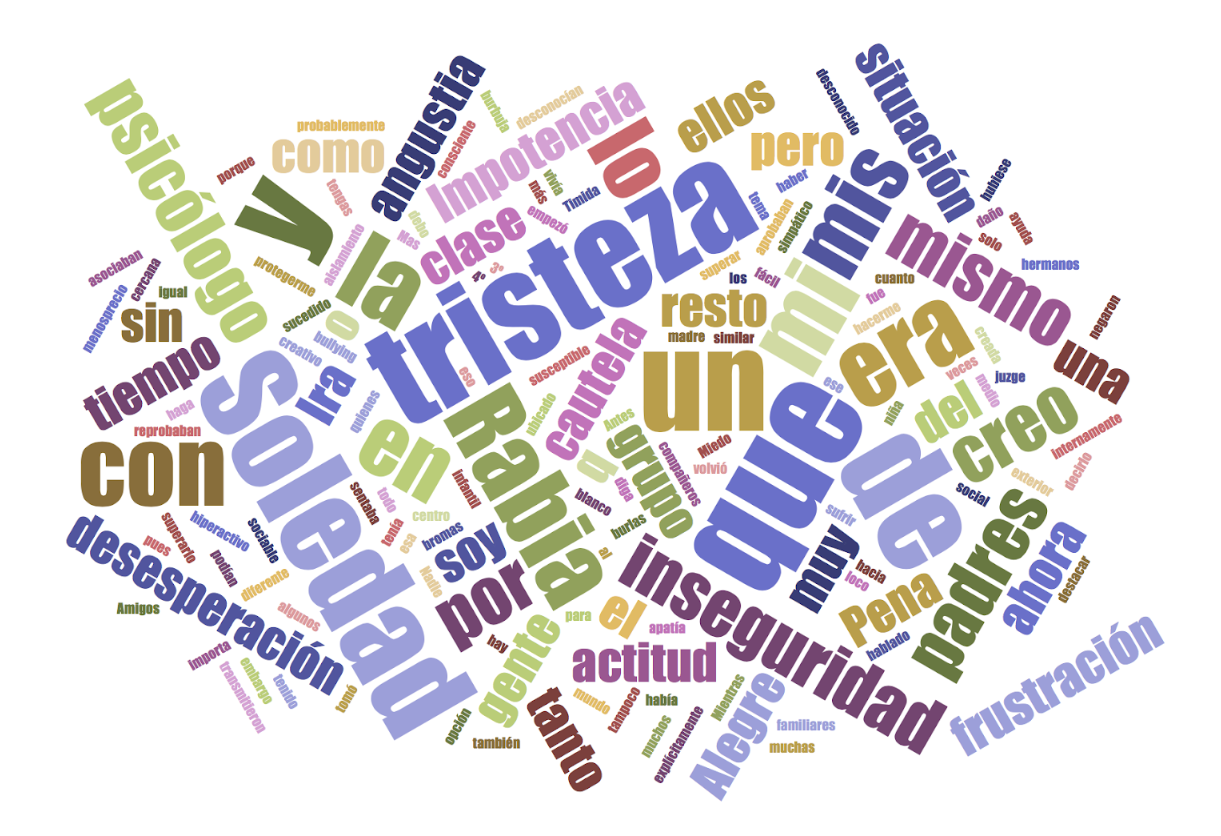 situación
psicólogo
angustia
burbuja
desconocían
Impotencia
ellos
desconocido
probablemente
como
consciente
lo
pero
porque
tengas
y
más
vivía
Timida
haber
hubiese
mis
clase
empezó
tema
aprobaban
simpático
daño
ayuda
solo
debo
Mas
aislamiento
la
tristeza
mismo
asociaban
cercana
menosprecio
igual
protegerme
superar
los
fácil
mi
cuanto
hermanos
sin
sucedido
o
bullying
creativo
resto
madre
similar
fue
hacerme
era
negaron
una
tiempo
Soledad
Ira
quienes
eso
susceptible
cautela
un
ese
creída
veces
medio
juzge
haga
reprobaban
con
en
Rabia
ubicado
Antes
grupo
q
compañeros
Miedo
volvió
que
niña
del
creo
Internamente
decirlo
sentaba
todo
infantil
blanco
diga
burlas
de
exterior
social
superarlo
hiperactivo
sociable
tenía
centro
esa
bromas
soy
sufrir
padres
desesperación
pues
podían
diferente
Nadie
por
inseguridad
muy
hacia
loco
ahora
destacar
Amigos
algunos
para
el
apatía
Pena
hablado
importa
transmitieron
embargo
tenido
tomó
hay
gente
actitud
frustración
opción
también
tanto
mundo
tampoco
había
muchos
explícitamente
Mientras
Alegre
familiares
muchas